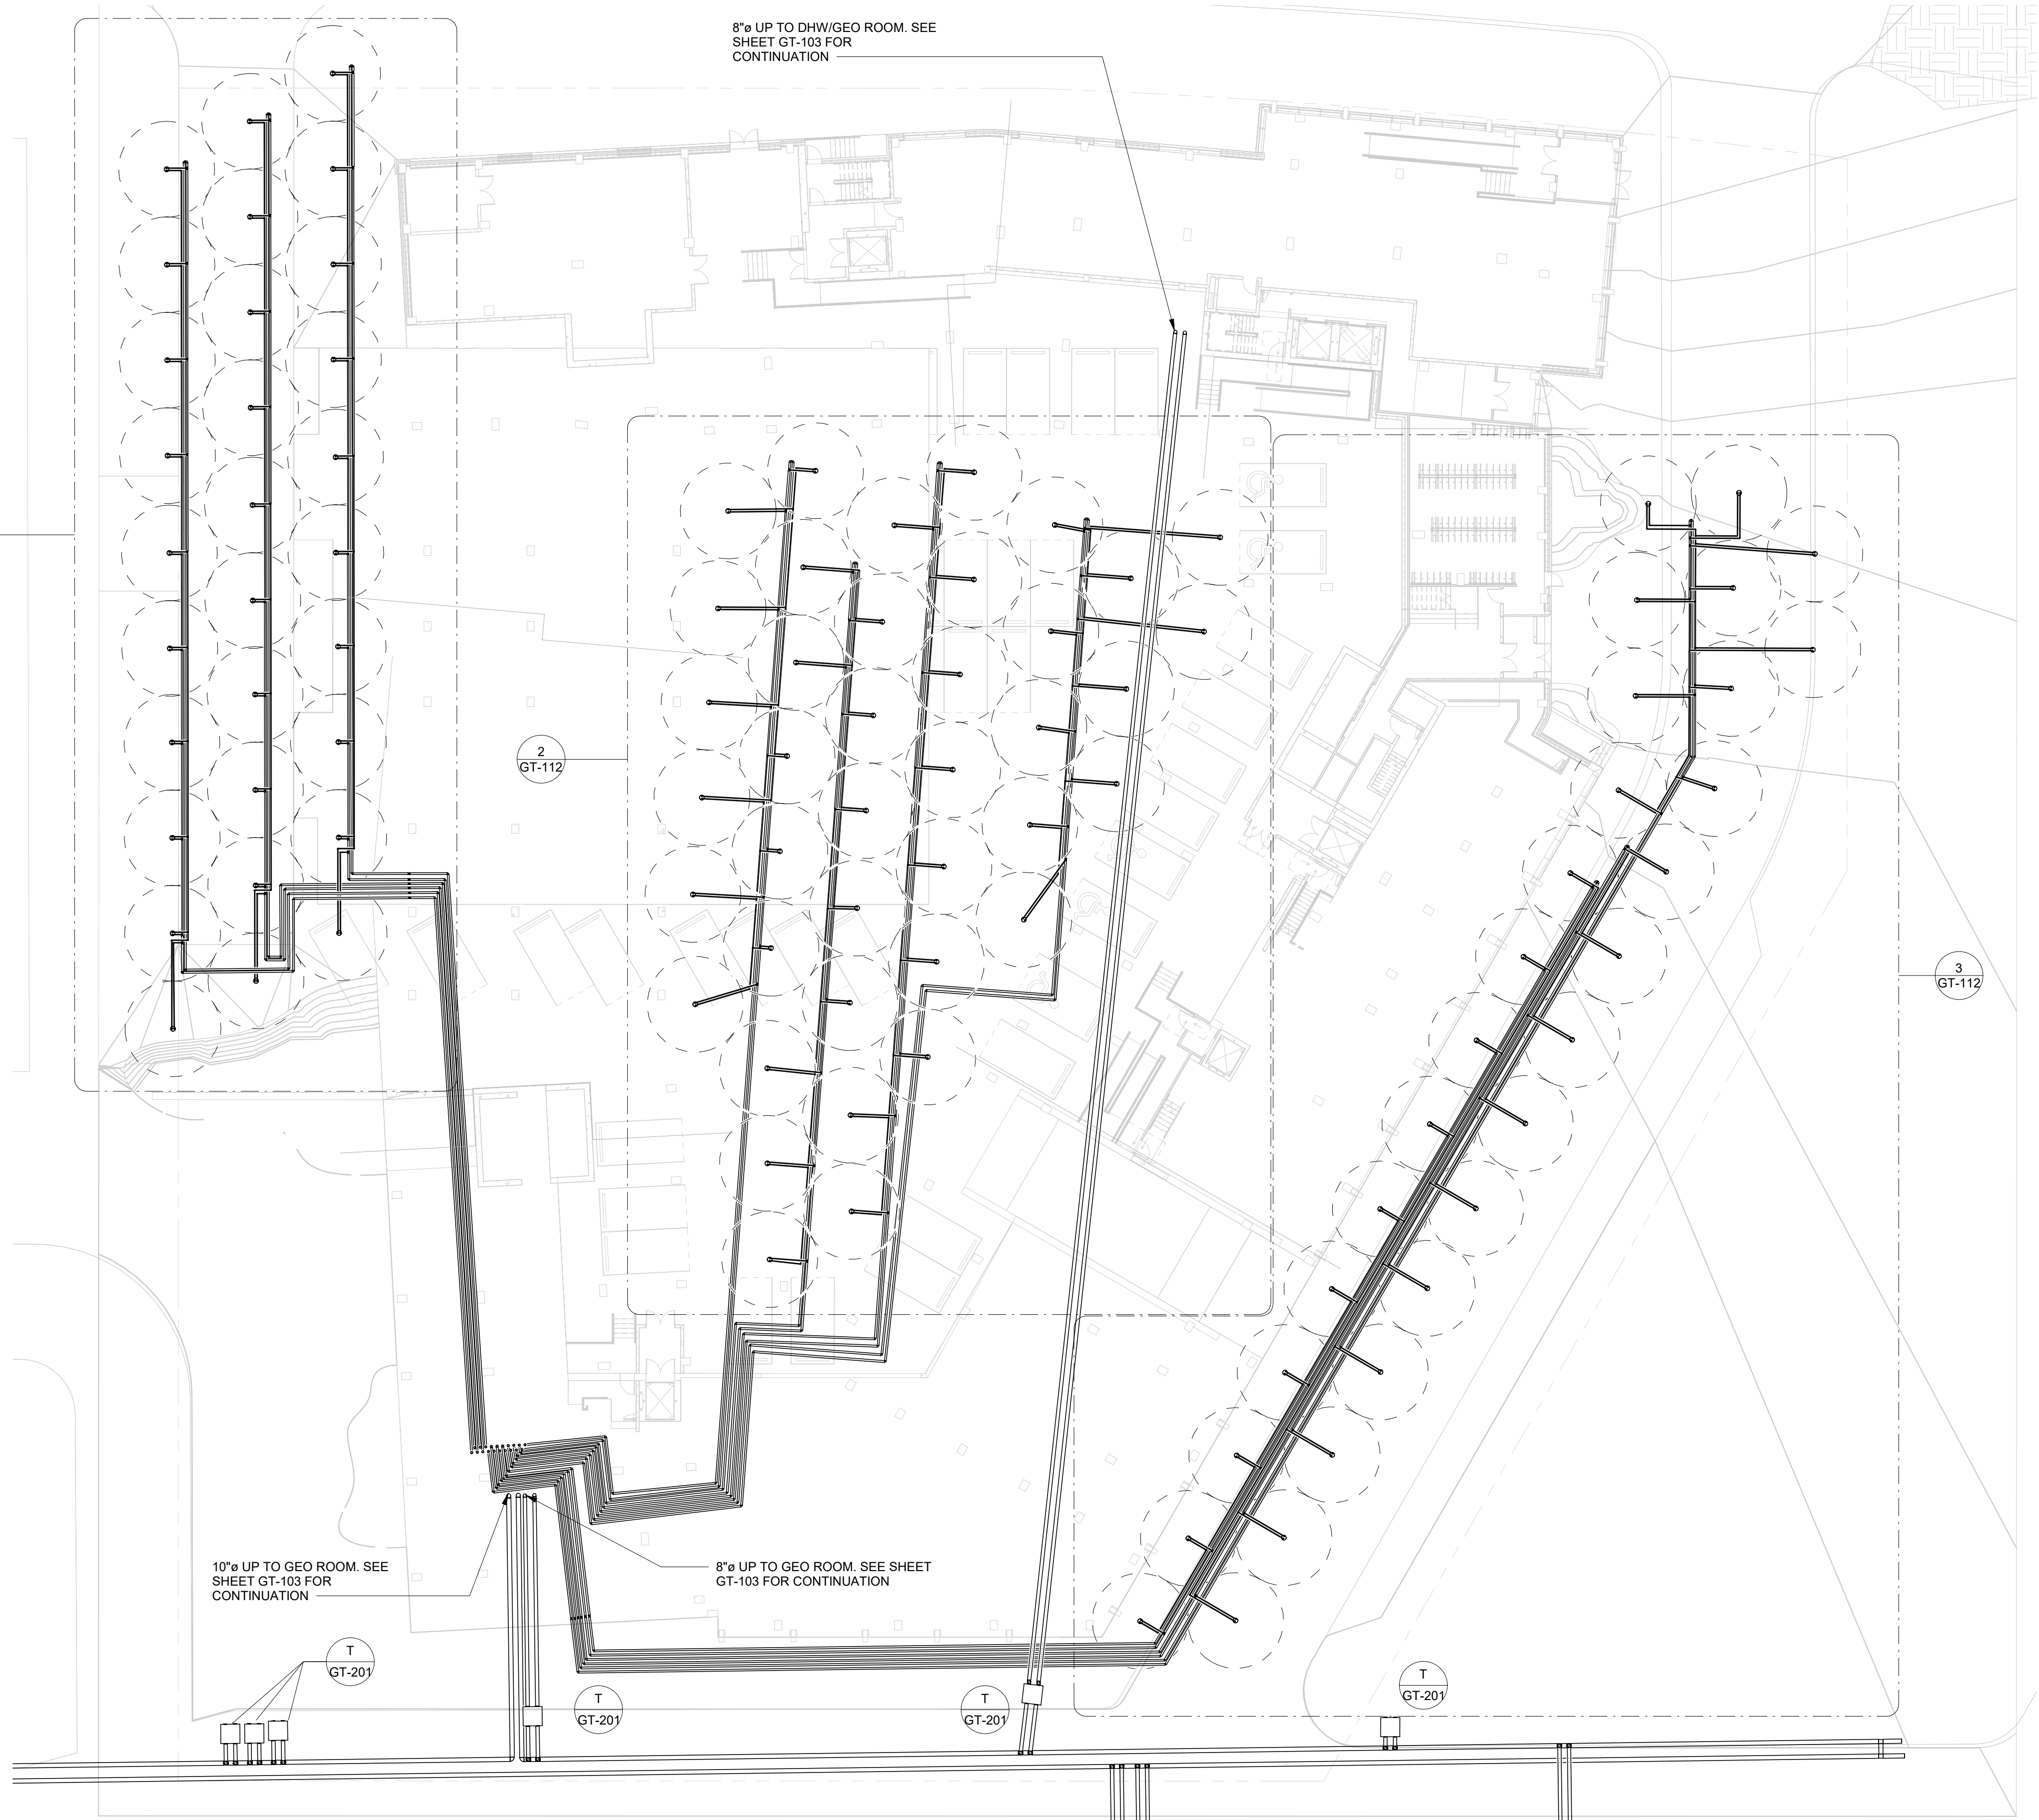 8"ø UP TO DHW/GEO ROOM. SEE
SHEET GT-103 FOR
CONTINUATION
2
GT-112
3
GT-112
10"ø UP TO GEO ROOM. SEE
SHEET GT-103 FOR
CONTINUATION
8"ø UP TO GEO ROOM. SEE SHEET
GT-103 FOR CONTINUATION
T
GT-201
T
GT-201
T
GT-201
T
GT-201